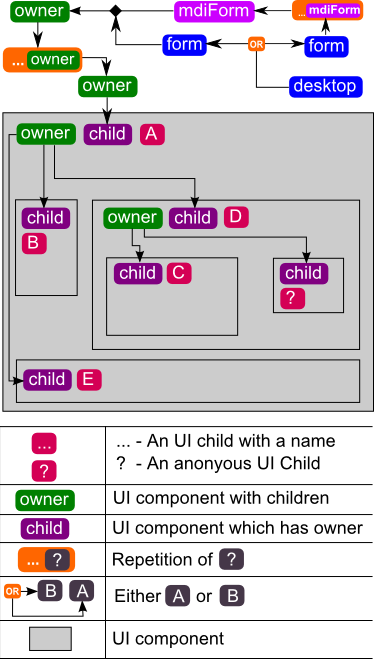 owner mdiForm ... mdiForm
form OR form
... owner
owner desktop
owner child A
child owner child D
B
child C child
?
child E
... ... - An UI child with a name
? ? - An anonyous UI Child
owner UI component with children
child UI component which has owner
... ? Repetition of ?
OR B A Either A or B
UI component